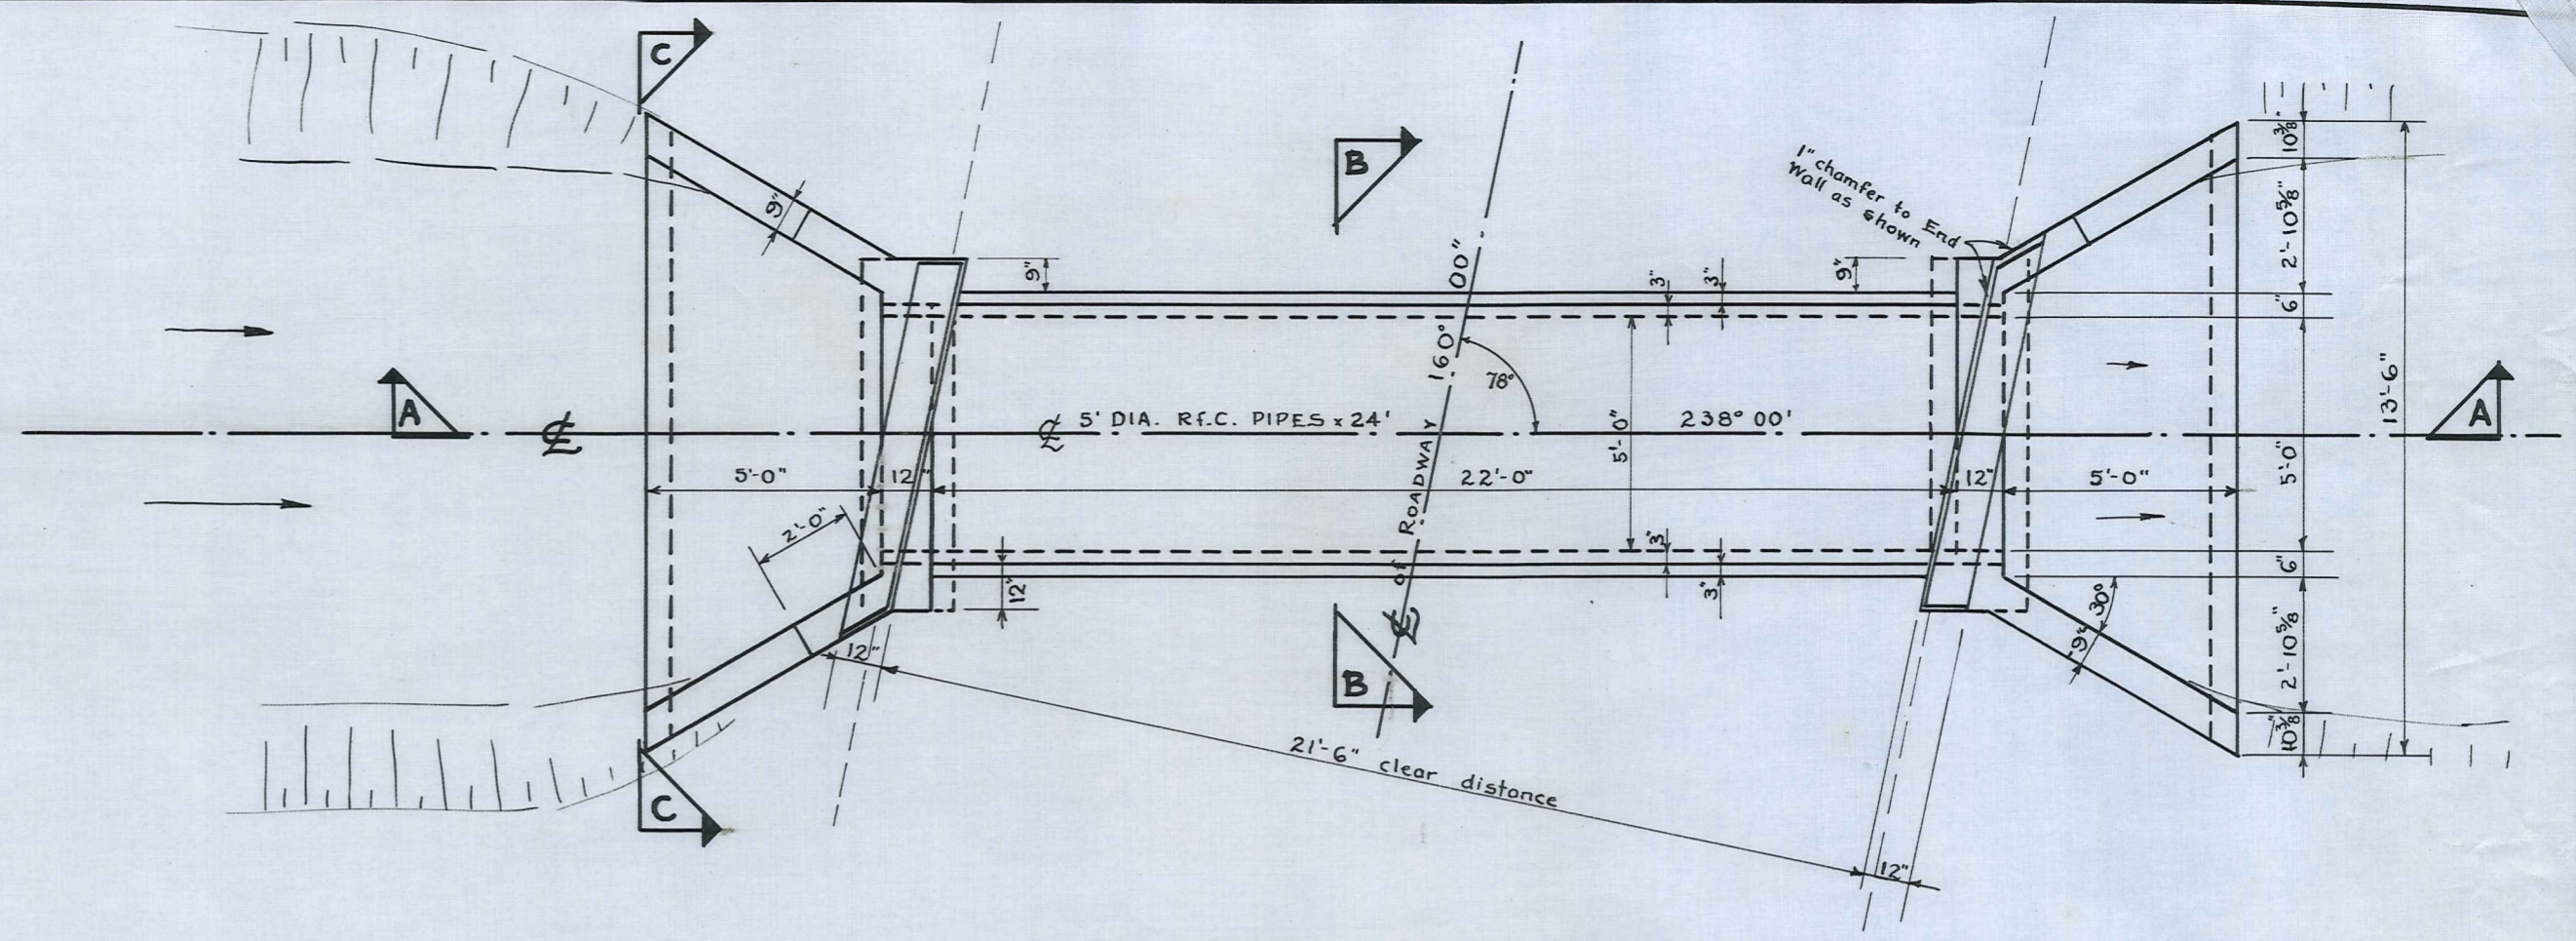 C
B
1" chamfer to End
Wall as shown
9"
9"
3"
3"
9"
10⅜"
2'-10⅝"
6"
5'-0"
6"
2'-10⅝"
10⅜"
13'-6"
A
℄
℄ 5' DIA. Rf.C. PIPES x 24'
℄ of ROADWAY 160° 00"
78°
5'-0"
238° 00'
A
5'-0"
12"
22'-0"
12"
5'-0"
2'-0"
12"
3"
3"
30°
9"
12"
B
21'-6" clear distance
12"
C